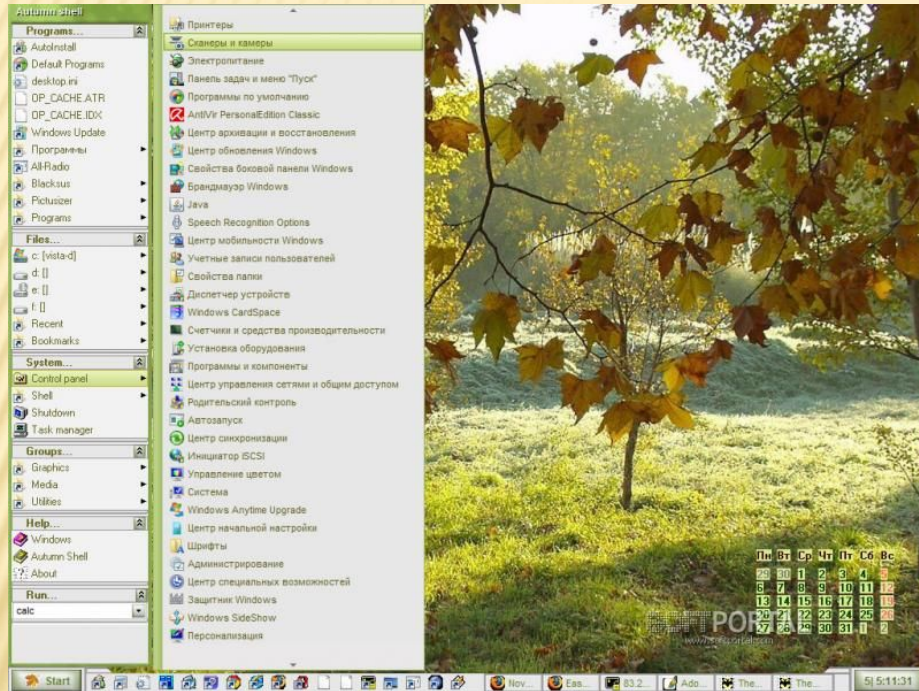 Autumn shell
Programs...
AutoInstall
Default Programs
desktop.ini
OP_CACHE.ATR
OP_CACHE.IDX
Windows Update
Программы
All-Radio
Blacksus
Pictusizer
Programs
Files...
c: [vista-d]
d: []
e: []
f: []
Recent
Bookmarks
System...
Control panel
Shell
Shutdown
Task manager
Groups...
Graphics
Media
Utilities
Help...
Windows
Autumn Shell
About
Run...
calc
Принтеры
Сканеры и камеры
Электропитание
Панель задач и меню "Пуск"
Программы по умолчанию
AntiVir PersonalEdition Classic
Центр архивации и восстановления
Центр обновления Windows
Свойства боковой панели Windows
Брандмауэр Windows
Java
Speech Recognition Options
Центр мобильности Windows
Учетные записи пользователей
Свойства папки
Диспетчер устройств
Windows CardSpace
Счетчики и средства производительности
Установка оборудования
Программы и компоненты
Центр управления сетями и общим доступом
Родительский контроль
Автозапуск
Центр синхронизации
Инициатор iSCSI
Управление цветом
Система
Windows Anytime Upgrade
Центр начальной настройки
Шрифты
Администрирование
Центр специальных возможностей
Защитник Windows
Windows SideShow
Персонализация
Пн Вт Ср Чт Пт Сб Вс
29 30 1 2 3 4 5
6 7 8 9 10 11 12
13 14 15 16 17 18 19
20 21 22 23 24 25 26
27 28 29 30 31 1 2
SOFTPORTAL
www.softportal.com
Start
Nov...
Eas...
83.2...
Ado...
The...
The...
5| 5:11:31